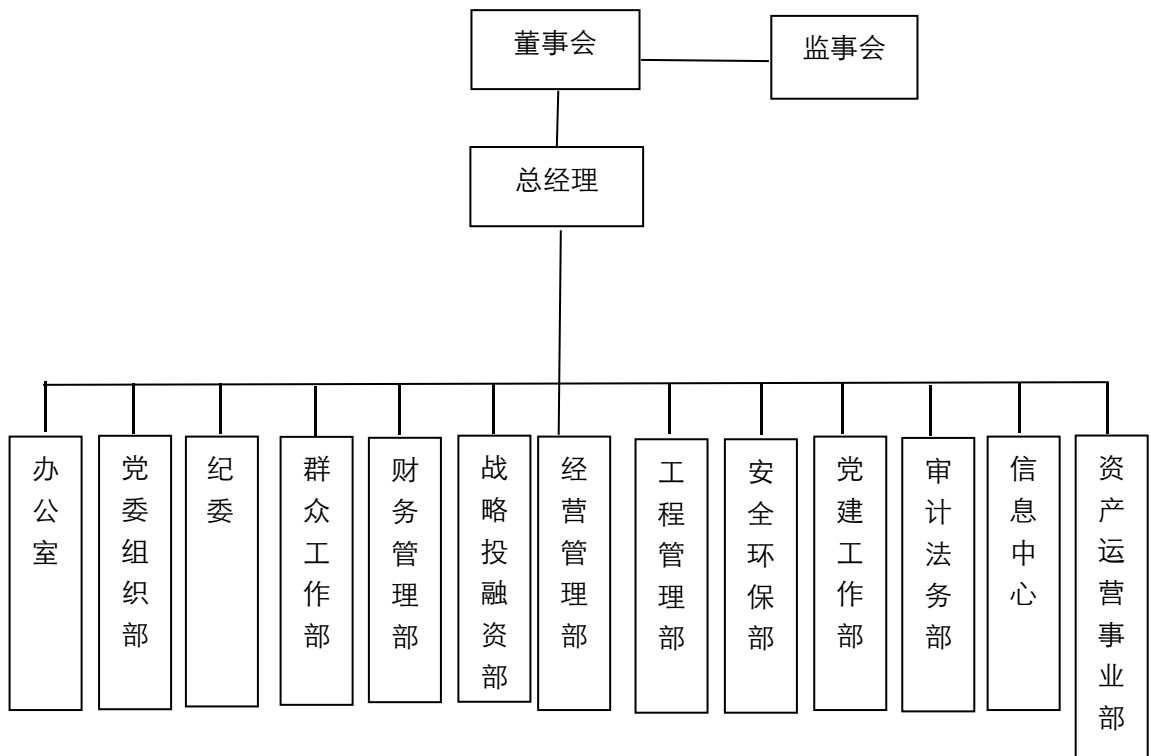 董事会
监事会
总经理
办公室
党委组织部
纪委
群众工作部
财务管理部
战略投融资部
经营管理部
工程管理部
安全环保部
党建工作部
审计法务部
信息中心
资产运营事业部